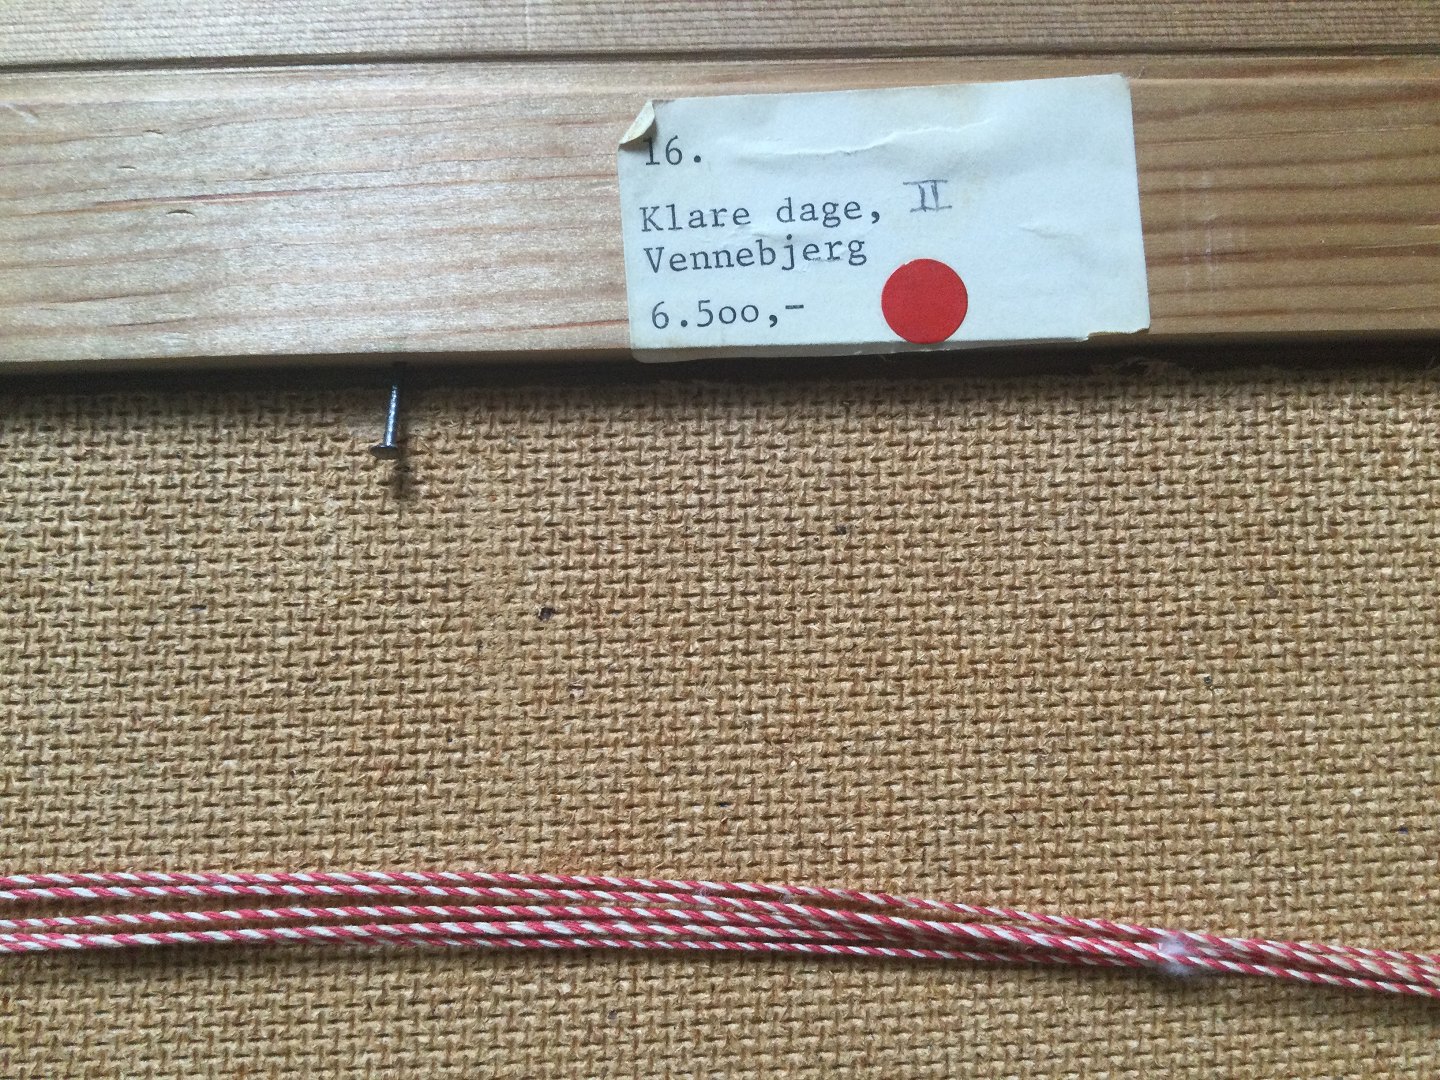 16.
Klare dage, II
Vennebjerg
6.5oo,-